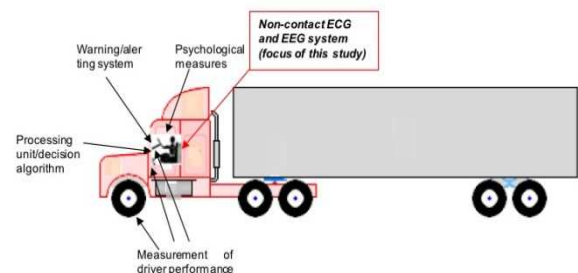 Non-contact ECG
and EEG system
(focus of this study)
Warning/aler
ting system
Psychological
measures
Processing
unit/decision
algorithm
Measurement of
driver performance